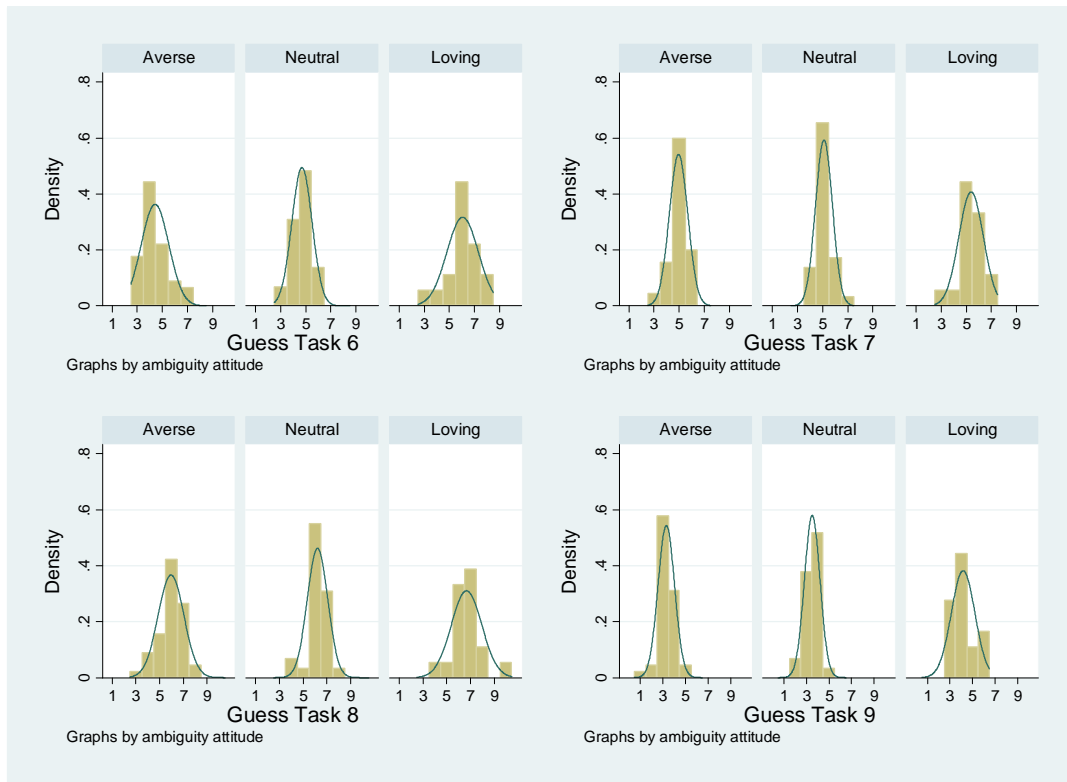 Averse Neutral Loving
.8
.6
.4
.2
0
Density
1 3 5 7 9 1 3 5 7 9 1 3 5 7 9
Guess Task 6
Graphs by ambiguity attitude
Averse Neutral Loving
.8
.6
.4
.2
0
Density
1 3 5 7 9 1 3 5 7 9 1 3 5 7 9
Guess Task 7
Graphs by ambiguity attitude
Averse Neutral Loving
.8
.6
.4
.2
0
Density
1 3 5 7 9 1 3 5 7 9 1 3 5 7 9
Guess Task 8
Graphs by ambiguity attitude
Averse Neutral Loving
.8
.6
.4
.2
0
Density
1 3 5 7 9 1 3 5 7 9 1 3 5 7 9
Guess Task 9
Graphs by ambiguity attitude